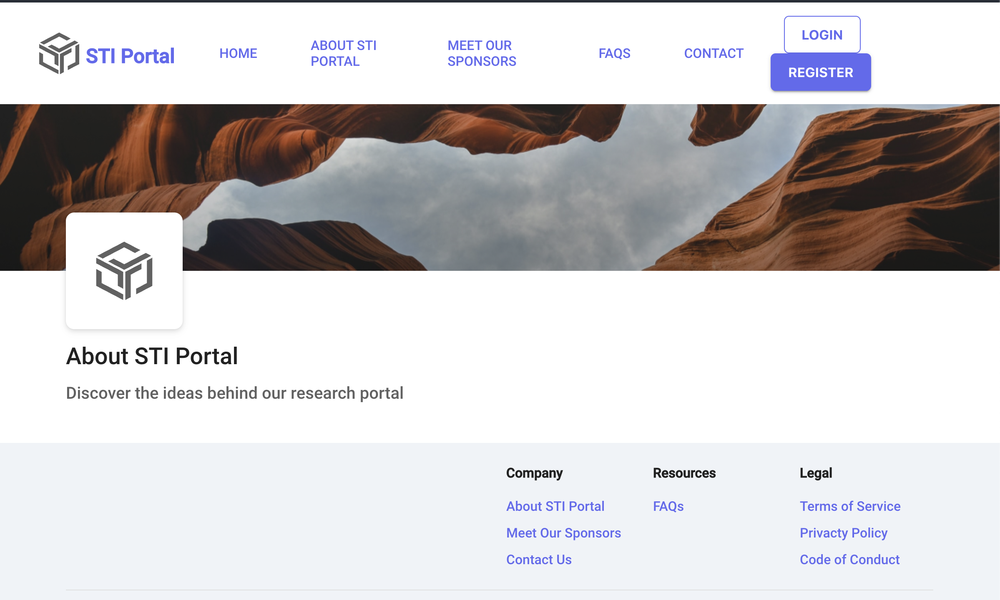 STI Portal
HOME
ABOUT STI
PORTAL
MEET OUR
SPONSORS
FAQS
CONTACT
LOGIN
REGISTER
About STI Portal
Discover the ideas behind our research portal
Company
About STI Portal
Meet Our Sponsors
Contact Us
Resources
FAQs
Legal
Terms of Service
Privacty Policy
Code of Conduct